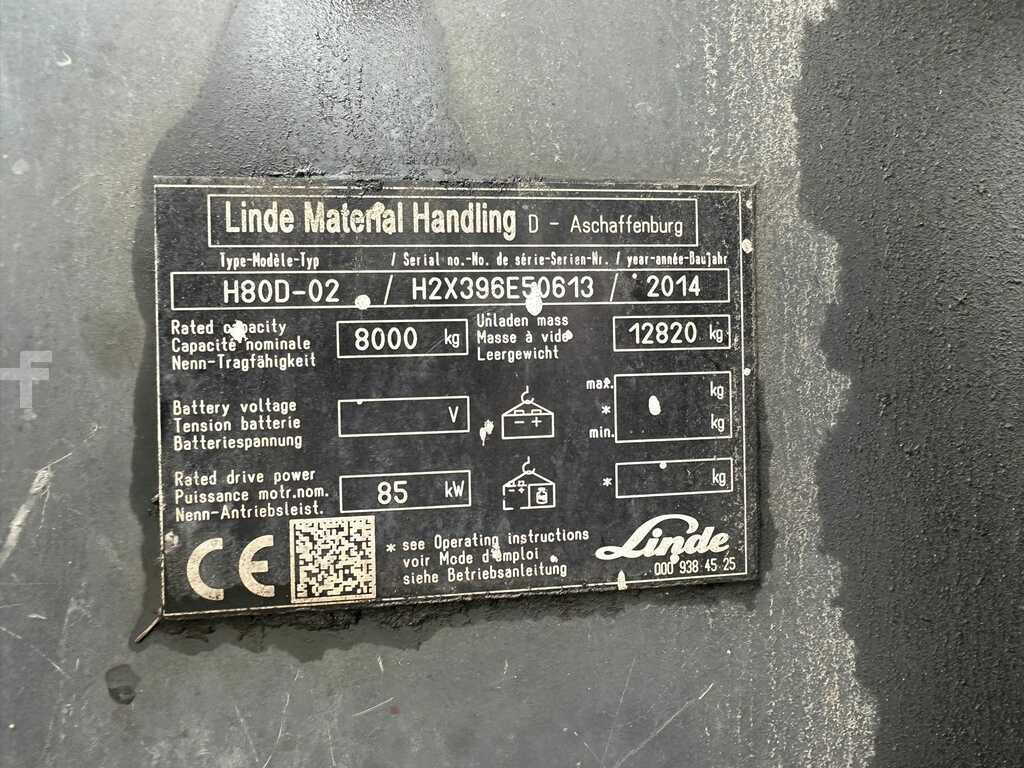 Linde Material Handling D - Aschaffenburg
Type-Modèle-Typ / Serial no.-No. de série-Serien-Nr. / year-année-Baujahr
H80D-02 / H2X396E50613 / 2014
Rated capacity
Capacité nominale
Nenn-Tragfähigkeit
8000 kg
Unladen mass
Masse à vide
Leergewicht
12820 kg
Battery voltage
Tension batterie
Batteriespannung
V
- +
max.
*
min.
kg
kg
Rated drive power
Puissance motr.nom.
Nenn-Antriebsleist.
85 kW
- +
* kg
CE
* see Operating instructions
voir Mode d'emploi
siehe Betriebsanleitung
Linde
000 938 45 25
f